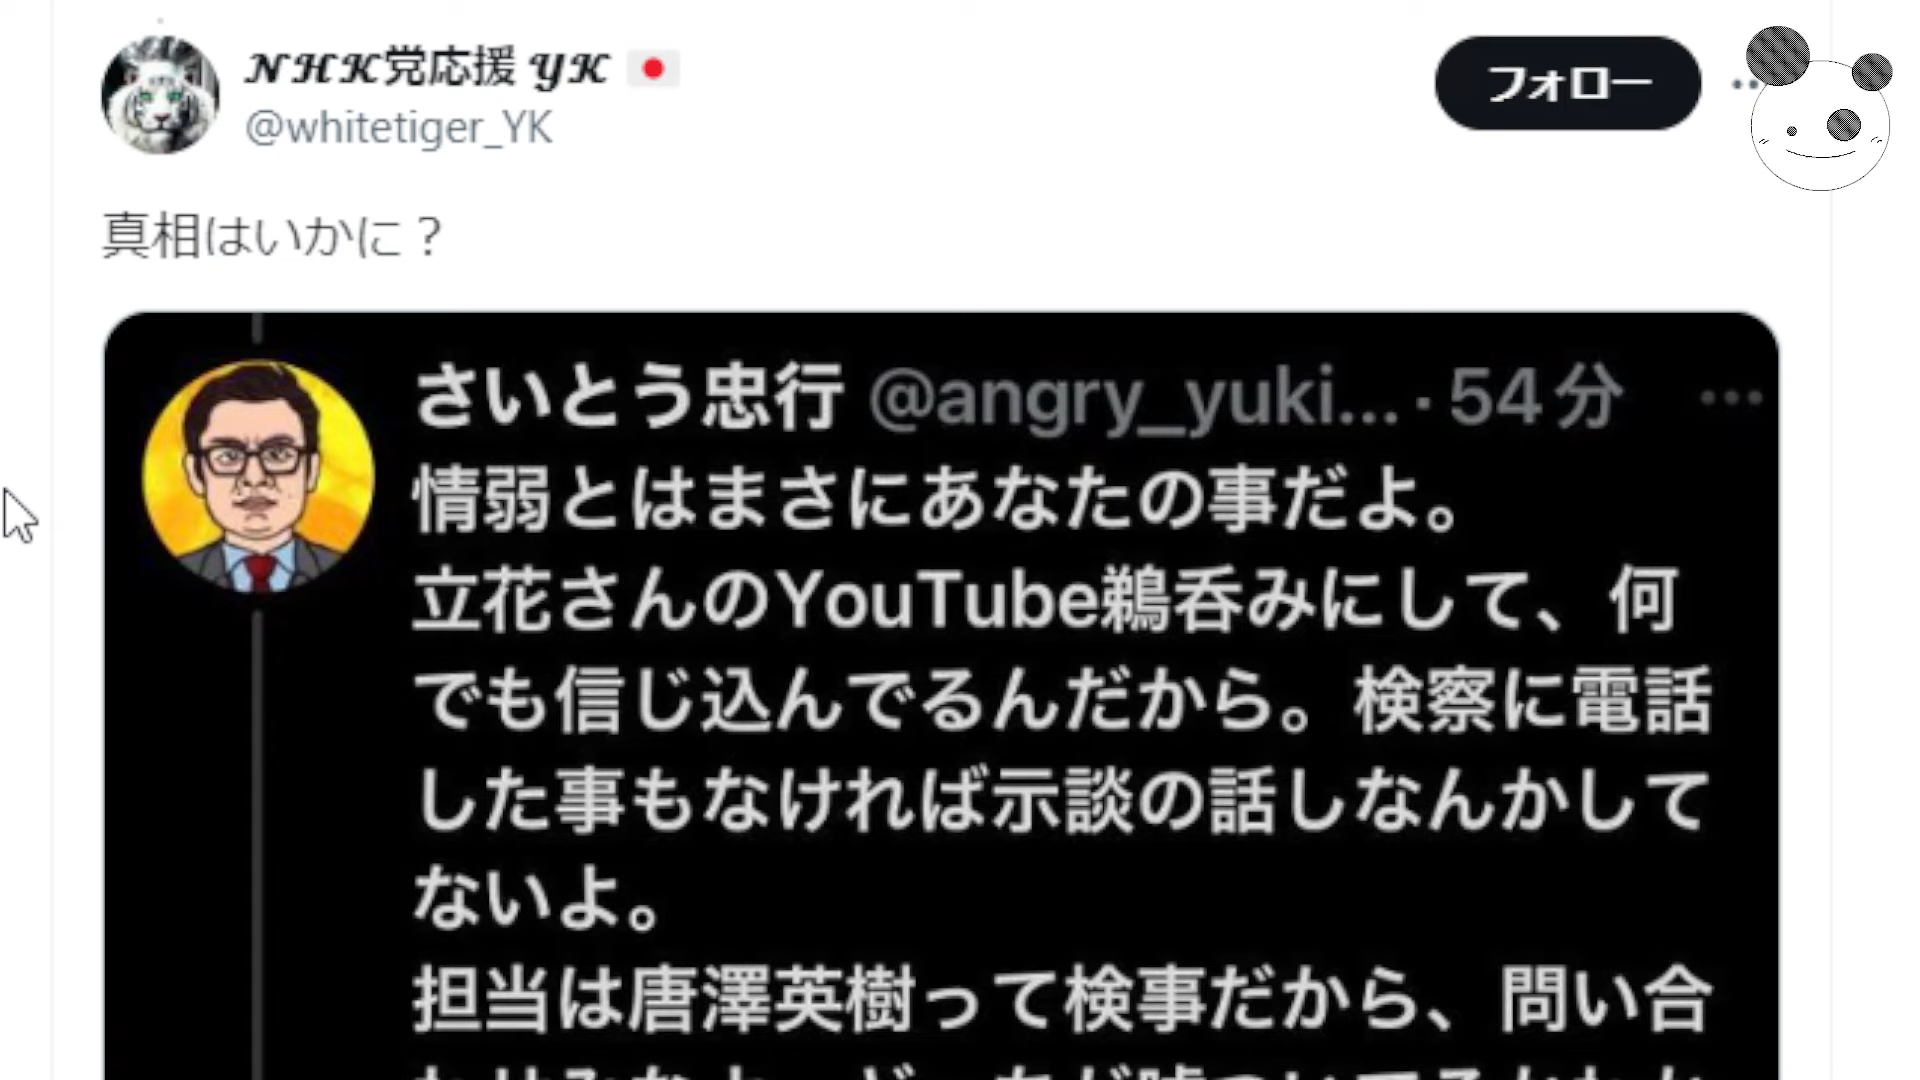 NHK党応援 YK
@whitetiger_YK
フォロー
真相はいかに？
さいとう忠行 @angry_yuki... · 54分
情弱とはまさにあなたの事だよ。
立花さんのYouTube鵜呑みにして、何
でも信じ込んでるんだから。検察に電話
した事もなければ示談の話しなんかして
ないよ。
担当は唐澤英樹って検事だから、問い合